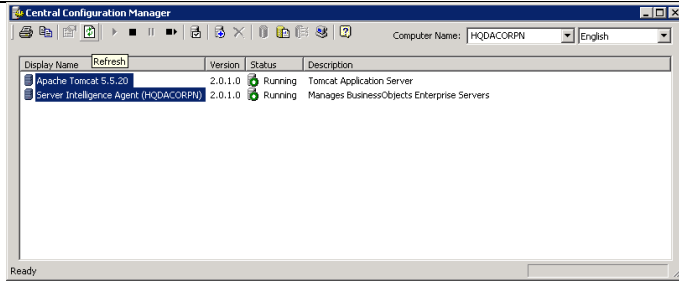 Central Configuration Manager
Computer Name: HQDACORPN English
Display Name Version Status Description
Refresh
Apache Tomcat 5.5.20 2.0.1.0 Running Tomcat Application Server
Server Intelligence Agent (HQDACORPN) 2.0.1.0 Running Manages BusinessObjects Enterprise Servers
Ready